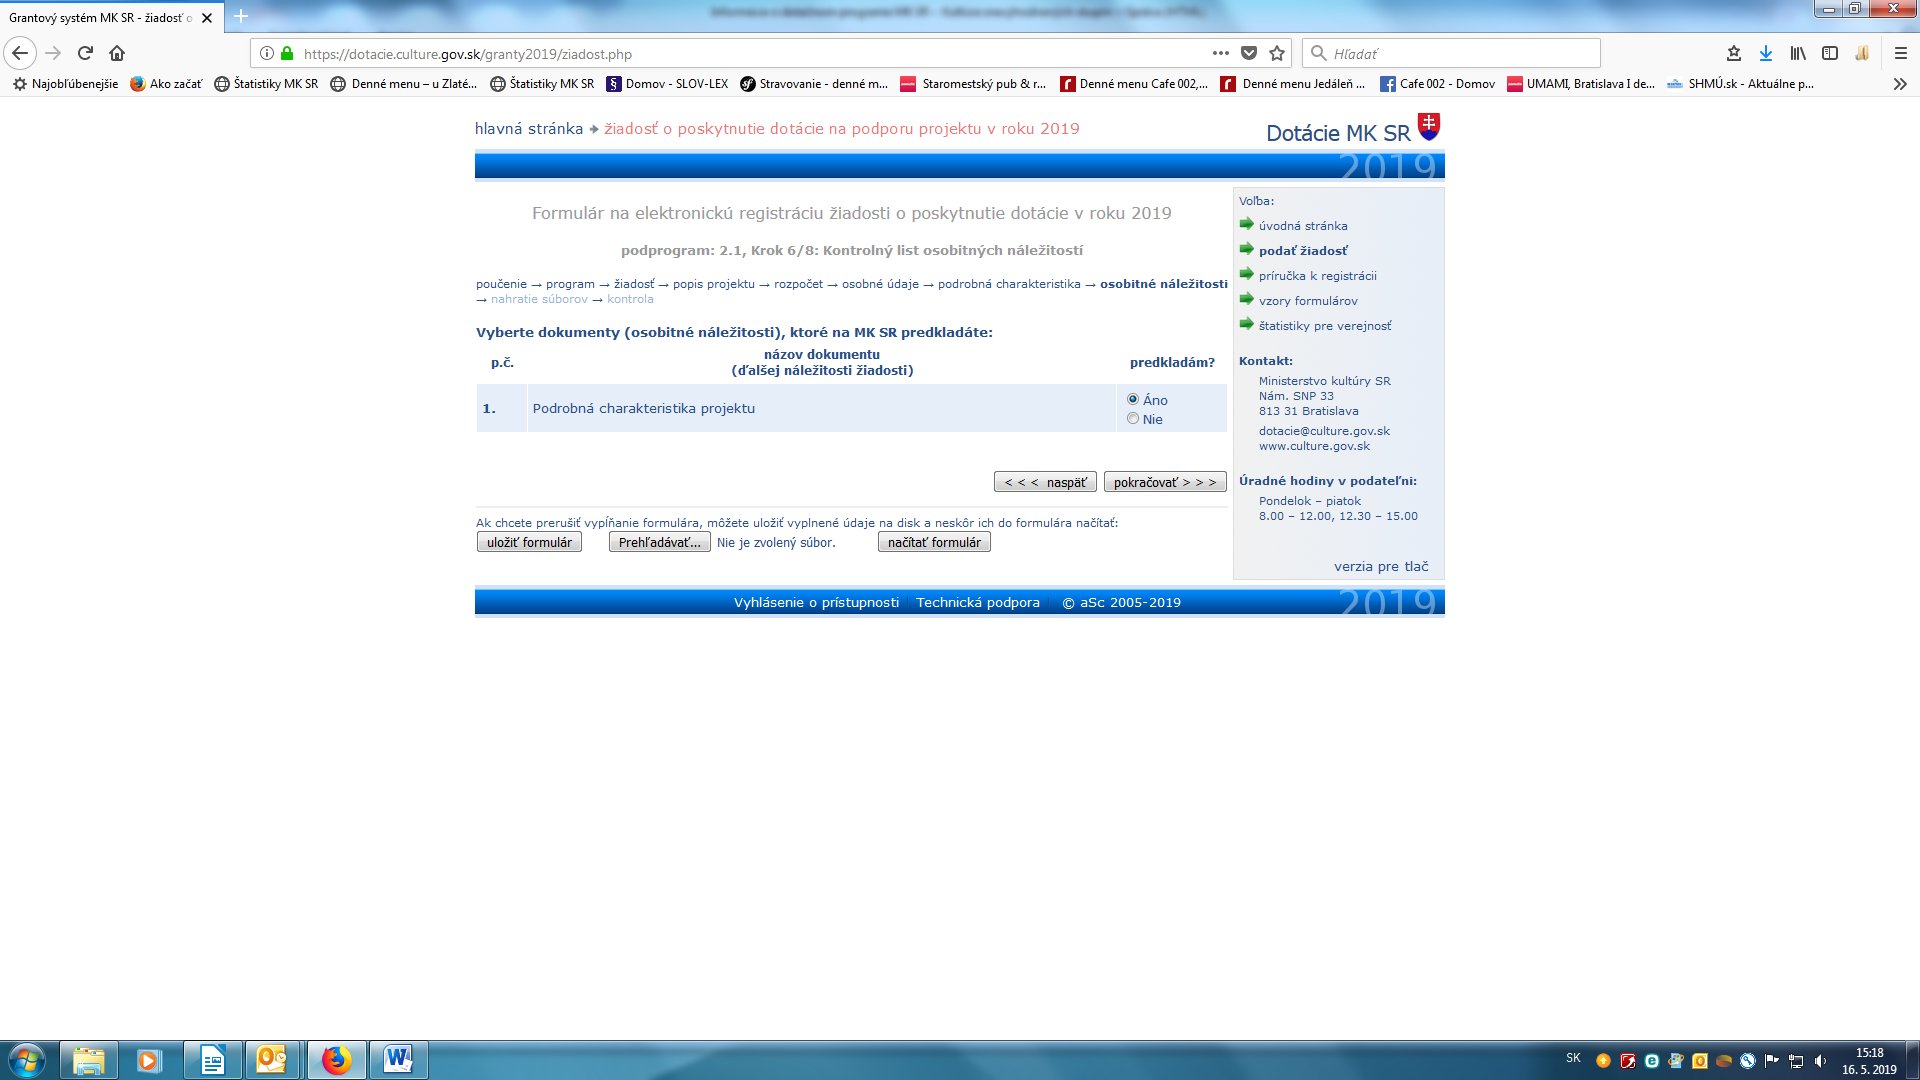 Grantový systém MK SR - žiadosť o
https://dotacie.culture.gov.sk/granty2019/ziadost.php
Hľadať
Najobľúbenejšie Ako začať Štatistiky MK SR Denné menu – u Zlaté... Štatistiky MK SR Domov - SLOV-LEX Stravovanie - denné m... Staromestský pub & r... Denné menu Cafe 002,... Denné menu Jedáleň ... Cafe 002 - Domov UMAMI, Bratislava I de... SHMÚ.sk - Aktuálne p...
hlavná stránka žiadosť o poskytnutie dotácie na podporu projektu v roku 2019
Dotácie MK SR
2019
Formulár na elektronickú registráciu žiadosti o poskytnutie dotácie v roku 2019
podprogram: 2.1, Krok 6/8: Kontrolný list osobitných náležitostí
poučenie → program → žiadosť → popis projektu → rozpočet → osobné údaje → podrobná charakteristika → osobitné náležitosti
→ nahratie súborov → kontrola
Vyberte dokumenty (osobitné náležitosti), ktoré na MK SR predkladáte:
p.č.
názov dokumentu
(ďalšej náležitosti žiadosti)
predkladám?
1.
Podrobná charakteristika projektu
Áno
Nie
< < < naspäť
pokračovať > > >
Ak chcete prerušiť vypĺňanie formulára, môžete uložiť vyplnené údaje na disk a neskôr ich do formulára načítať:
uložiť formulár
Prehľadávať... Nie je zvolený súbor.
načítať formulár
Voľba:
úvodná stránka
podať žiadosť
príručka k registrácii
vzory formulárov
štatistiky pre verejnosť
Kontakt:
Ministerstvo kultúry SR
Nám. SNP 33
813 31 Bratislava
dotacie@culture.gov.sk
www.culture.gov.sk
Úradné hodiny v podateľni:
Pondelok – piatok
8.00 – 12.00, 12.30 – 15.00
verzia pre tlač
Vyhlásenie o prístupnosti Technická podpora © aSc 2005-2019
2019
SK
15:18
16. 5. 2019